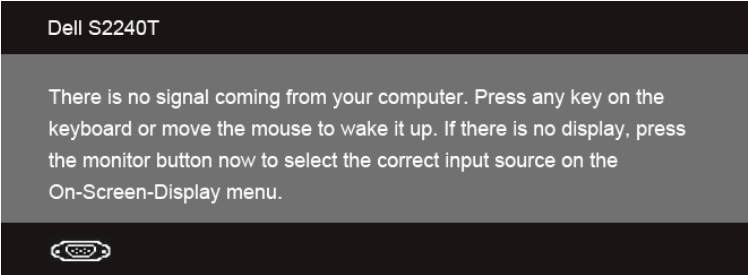 Dell S2240T
There is no signal coming from your computer. Press any key on the
keyboard or move the mouse to wake it up. If there is no display, press
the monitor button now to select the correct input source on the
On-Screen-Display menu.